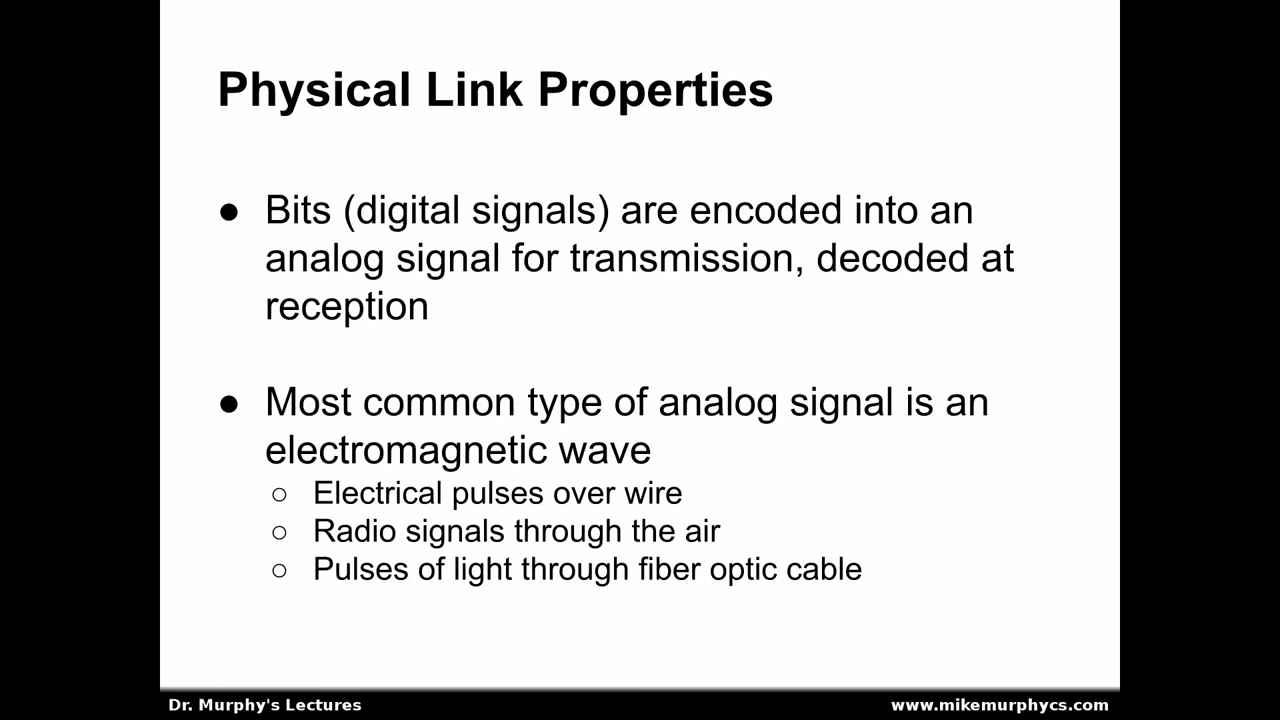 Physical Link Properties
● Bits (digital signals) are encoded into an
analog signal for transmission, decoded at
reception
● Most common type of analog signal is an
electromagnetic wave
○ Electrical pulses over wire
○ Radio signals through the air
○ Pulses of light through fiber optic cable
Dr. Murphy's Lectures
www.mikemurphycs.com